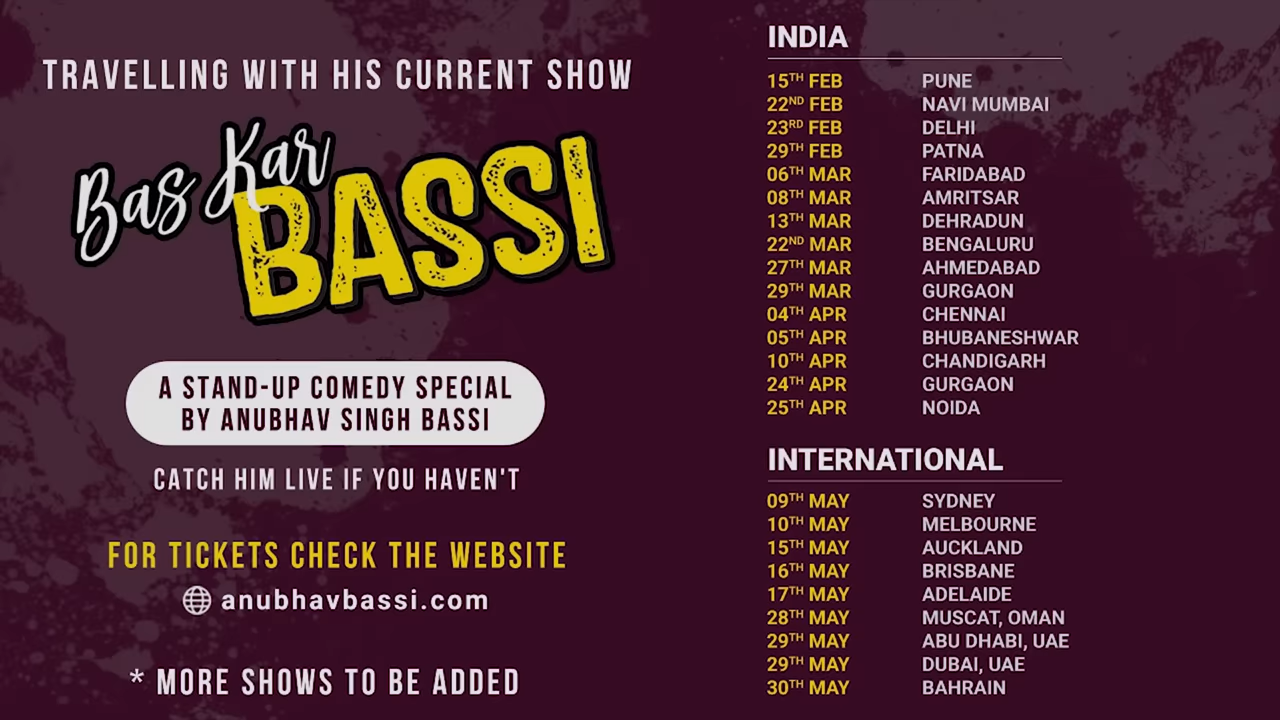 TRAVELLING WITH HIS CURRENT SHOW
Bas Kar
BASSI
A STAND-UP COMEDY SPECIAL
BY ANUBHAV SINGH BASSI
CATCH HIM LIVE IF YOU HAVEN'T
FOR TICKETS CHECK THE WEBSITE
anubhavbassi.com
* MORE SHOWS TO BE ADDED
INDIA
15TH FEB PUNE
22ND FEB NAVI MUMBAI
23RD FEB DELHI
29TH FEB PATNA
06TH MAR FARIDABAD
08TH MAR AMRITSAR
13TH MAR DEHRADUN
22ND MAR BENGALURU
27TH MAR AHMEDABAD
29TH MAR GURGAON
04TH APR CHENNAI
05TH APR BHUBANESHWAR
10TH APR CHANDIGARH
24TH APR GURGAON
25TH APR NOIDA
INTERNATIONAL
09TH MAY SYDNEY
10TH MAY MELBOURNE
15TH MAY AUCKLAND
16TH MAY BRISBANE
17TH MAY ADELAIDE
28TH MAY MUSCAT, OMAN
29TH MAY ABU DHABI, UAE
29TH MAY DUBAI, UAE
30TH MAY BAHRAIN